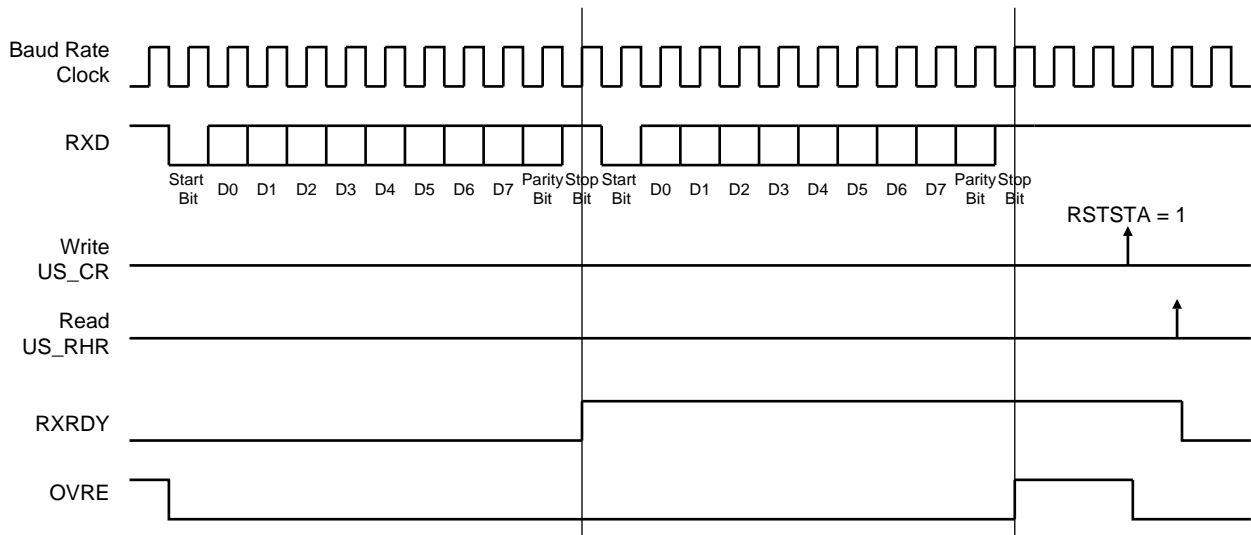 Baud Rate
Clock
RXD
Start
Bit
D0
D1
D2
D3
D4
D5
D6
D7
Parity
Bit
Stop
Bit
Start
Bit
D0
D1
D2
D3
D4
D5
D6
D7
Parity
Bit
Stop
Bit
RSTSTA = 1
Write
US_CR
Read
US_RHR
RXRDY
OVRE